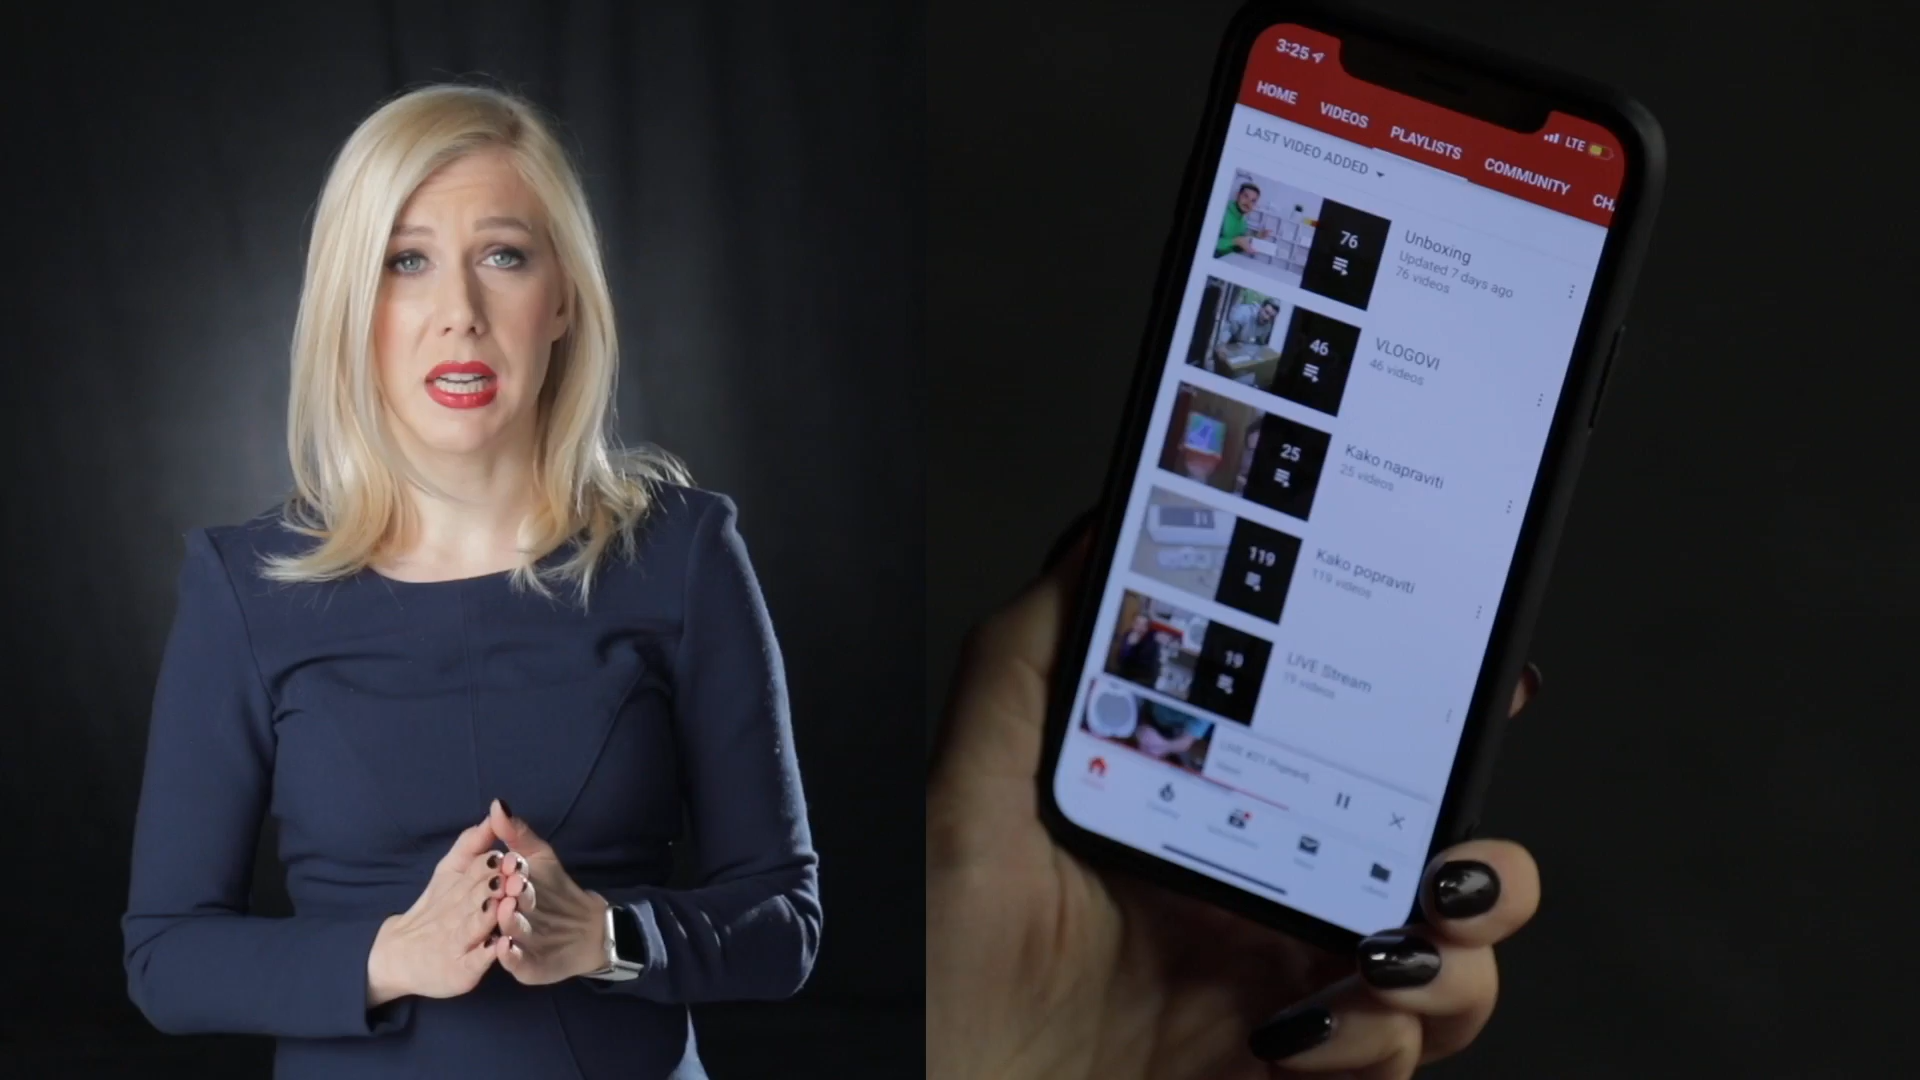 3:25
LTE
HOME VIDEOS PLAYLISTS COMMUNITY CH
LAST VIDEO ADDED
76
Unboxing
Updated 7 days ago
76 videos
46
VLOGOVI
46 videos
25
Kako napraviti
25 videos
119
Kako popraviti
119 videos
19
LIVE Stream
19 videos